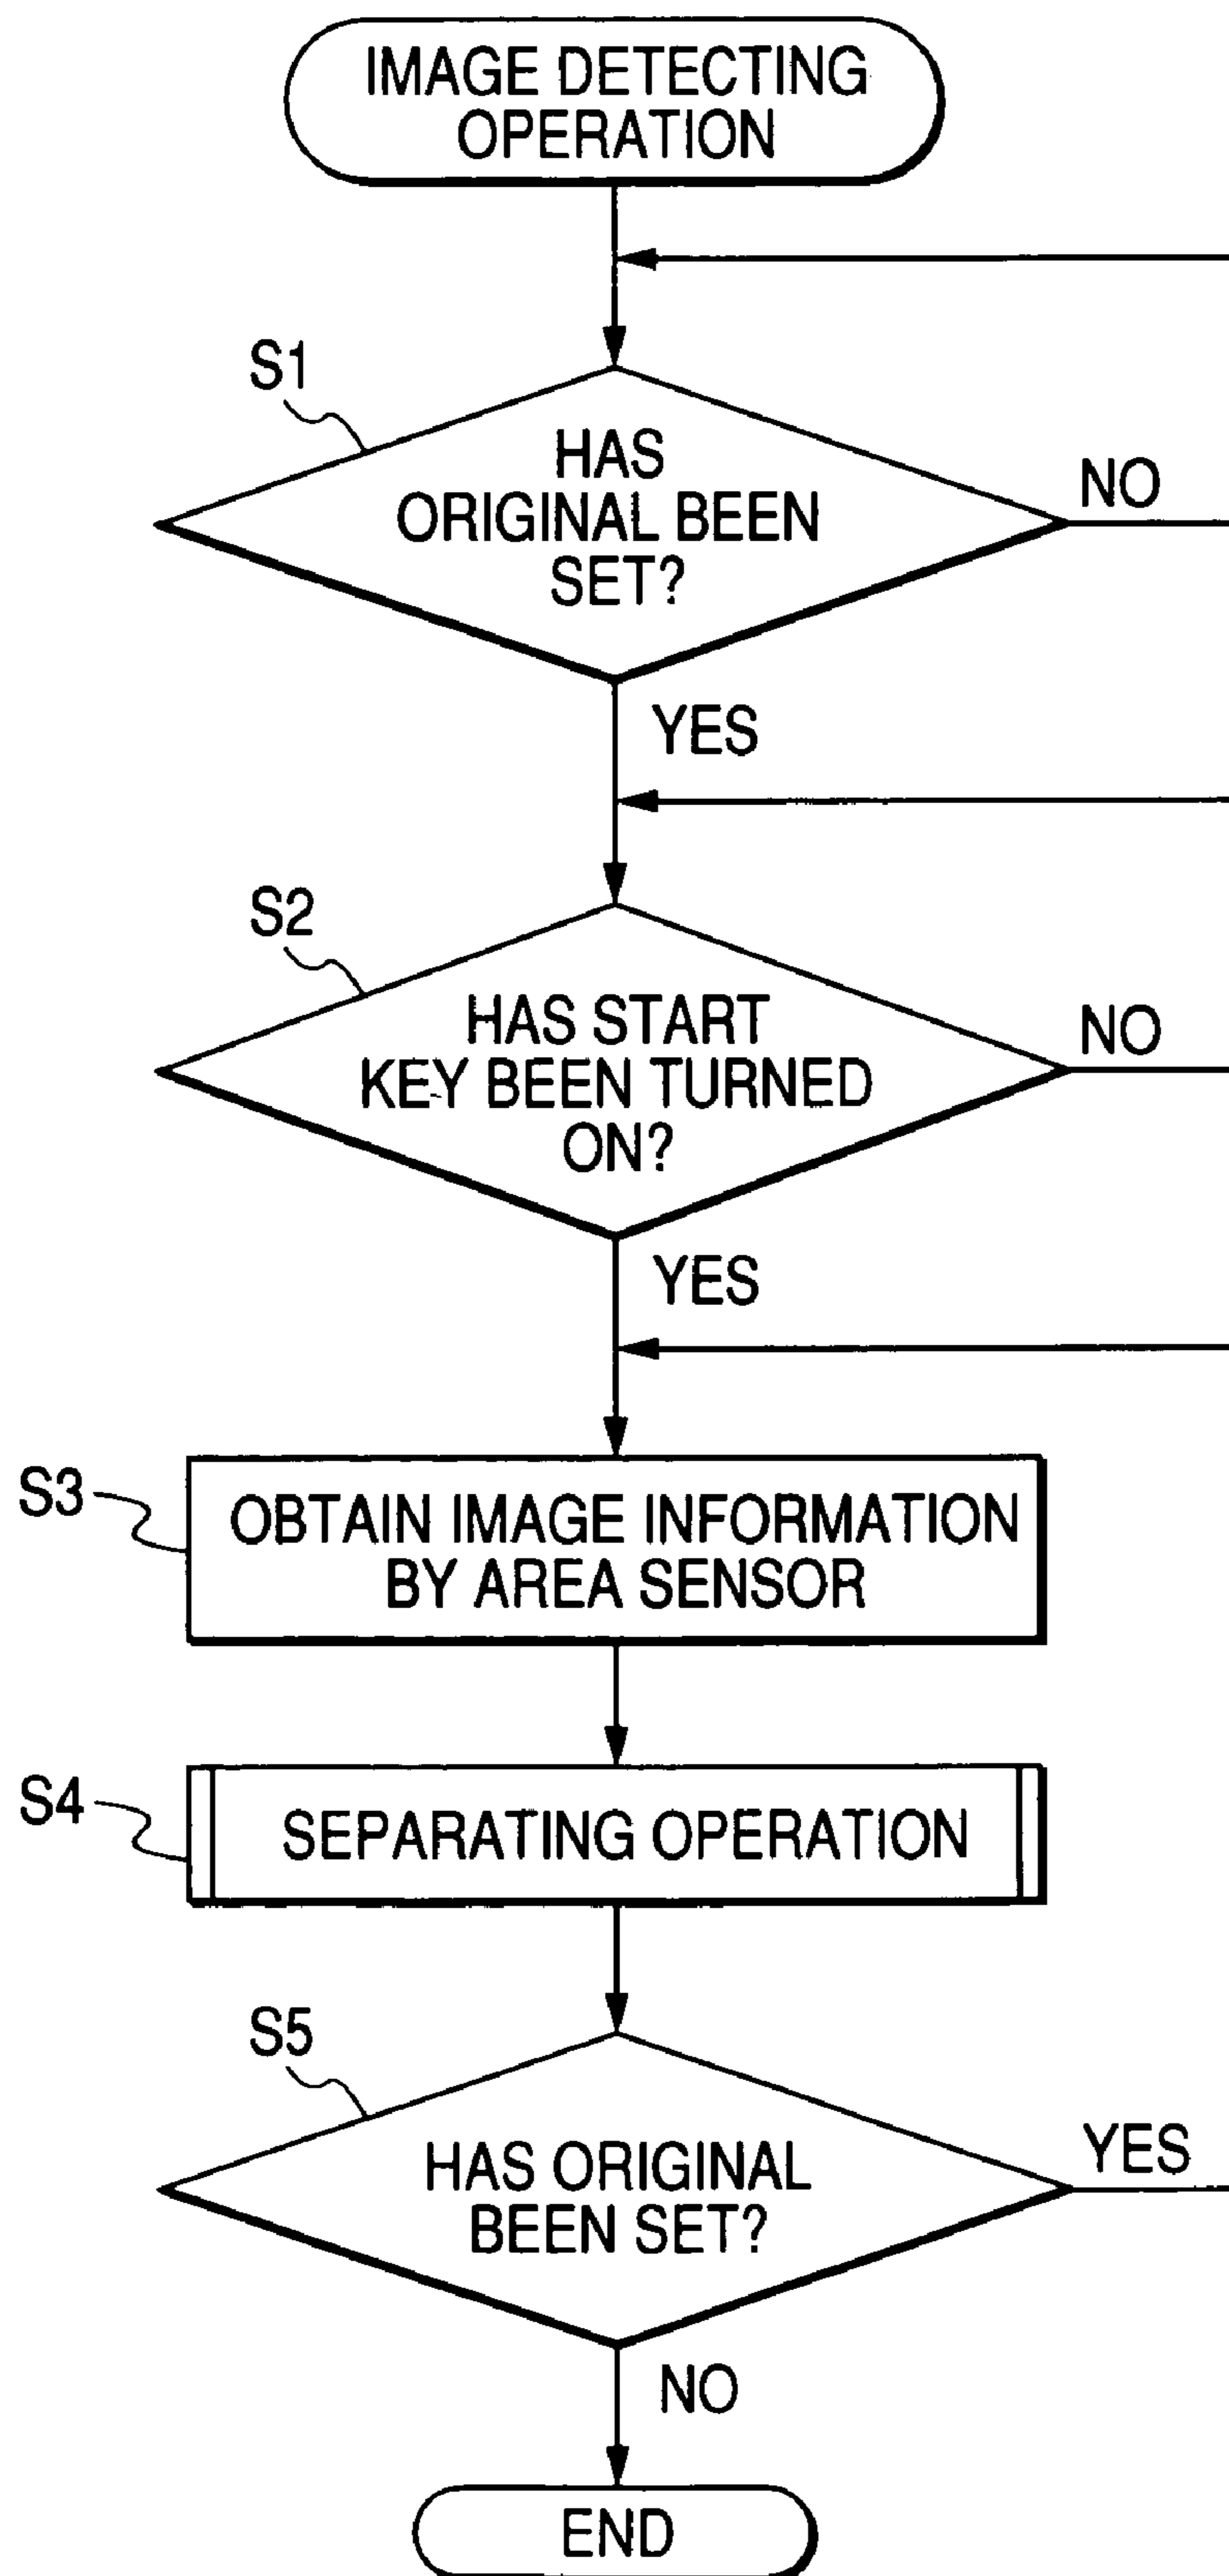 IMAGE DETECTING
OPERATION
S1
HAS
ORIGINAL BEEN
SET?
NO
YES
S2
HAS START
KEY BEEN TURNED
ON?
NO
YES
S3
OBTAIN IMAGE INFORMATION
BY AREA SENSOR
S4
SEPARATING OPERATION
S5
HAS ORIGINAL
BEEN SET?
YES
NO
END